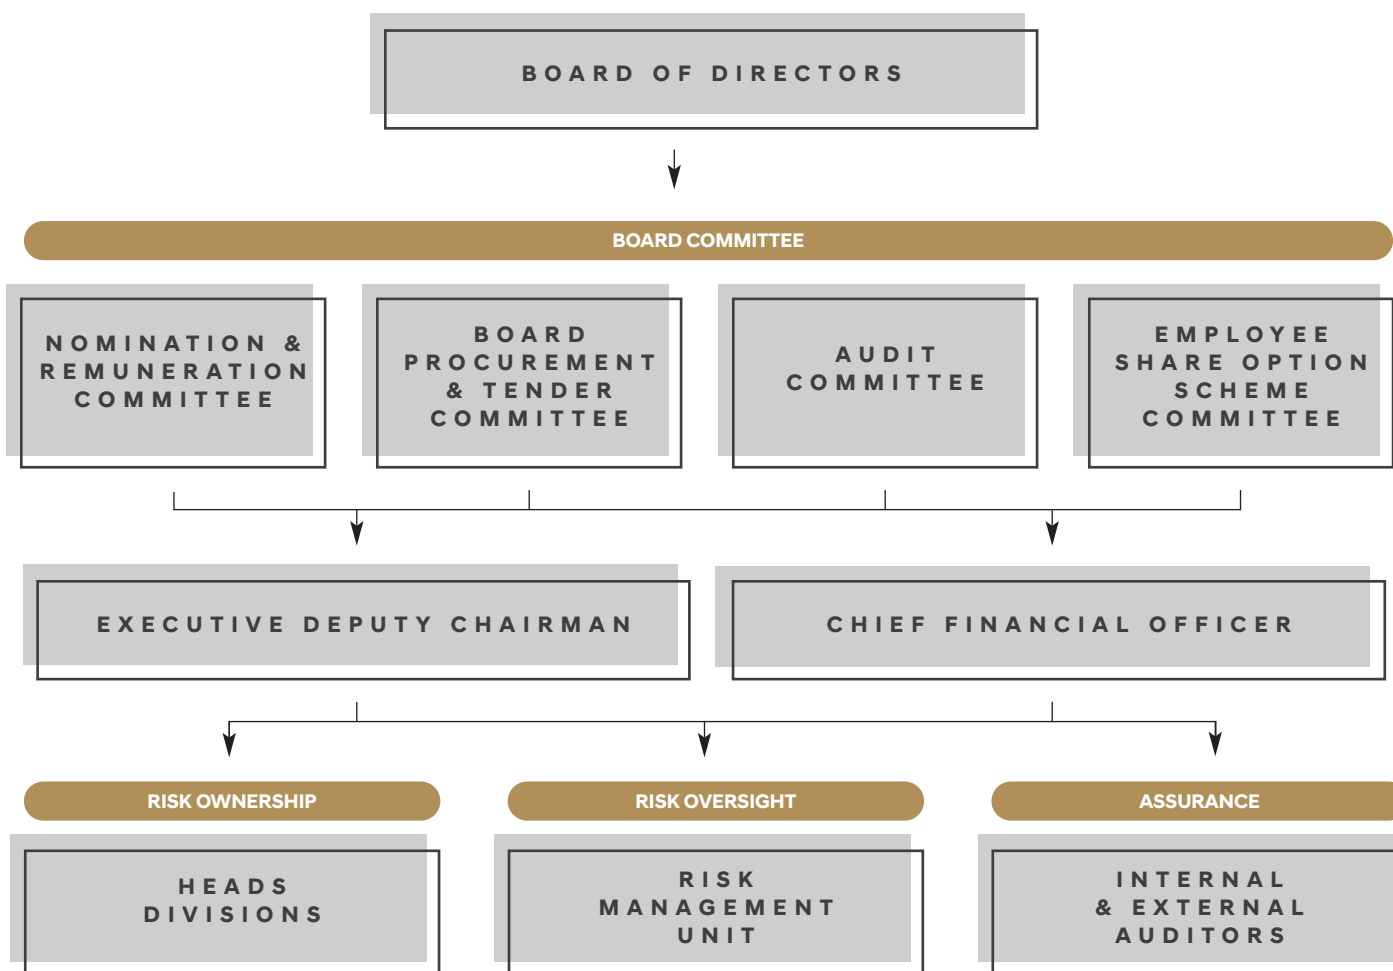 BOARD OF DIRECTORS
BOARD COMMITTEE
NOMINATION &
REMUNERATION
COMMITTEE
BOARD
PROCUREMENT
& TENDER
COMMITTEE
AUDIT
COMMITTEE
EMPLOYEE
SHARE OPTION
SCHEME
COMMITTEE
EXECUTIVE DEPUTY CHAIRMAN
CHIEF FINANCIAL OFFICER
RISK OWNERSHIP
RISK OVERSIGHT
ASSURANCE
HEADS
DIVISIONS
RISK
MANAGEMENT
UNIT
INTERNAL
& EXTERNAL
AUDITORS